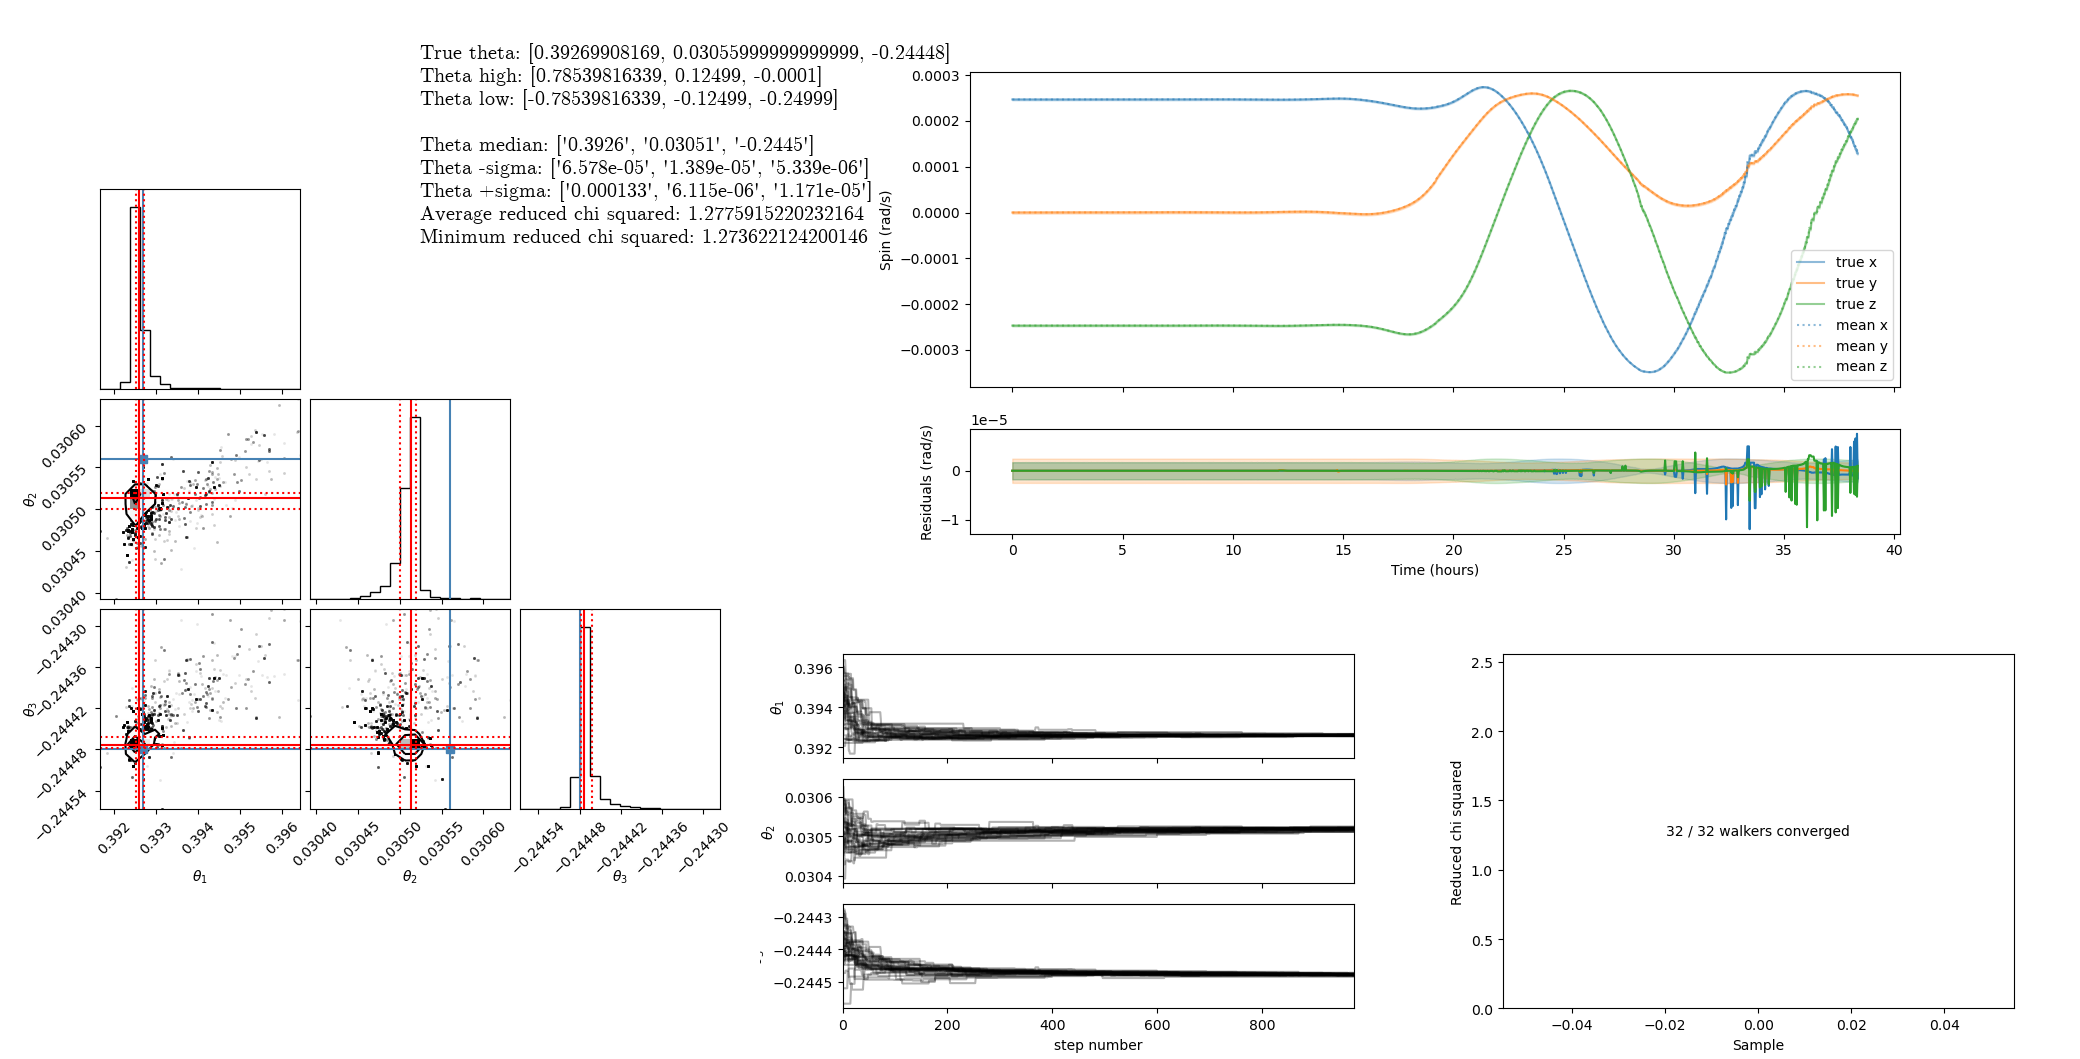 True theta: [0.39269908169, 0.03055999999999999, -0.24448]
Theta high: [0.78539816339, 0.12499, -0.0001]
Theta low: [-0.78539816339, -0.12499, -0.24999]
Theta median: ['0.3926', '0.03051', '-0.2445']
Theta -sigma: ['6.578e-05', '1.389e-05', '5.339e-06']
Theta +sigma: ['0.000133', '6.115e-06', '1.171e-05']
Average reduced chi squared: 1.2775915220232164
Minimum reduced chi squared: 1.273622124200146
0.0003
0.0002
0.0001
0.0000
−0.0001
−0.0002
−0.0003
Spin (rad/s)
true x
true y
true z
mean x
mean y
mean z
1e−5
0
−1
Residuals (rad/s)
0 5 10 15 20 25 30 35 40
Time (hours)
0.03060
0.03055
0.03050
0.03045
0.03040
θ2
−0.24430
−0.24436
−0.24442
−0.24448
−0.24454
θ3
0.392 0.393 0.394 0.395 0.396
θ1
0.03040 0.03045 0.03050 0.03055 0.03060
θ2
−0.24454 −0.24448 −0.24442 −0.24436 −0.24430
θ3
0.396
0.394
0.392
θ1
0.0306
0.0305
0.0304
θ2
−0.2443
−0.2444
−0.2445
0 200 400 600 800
step number
2.5
2.0
1.5
1.0
0.5
0.0
Reduced chi squared
32 / 32 walkers converged
−0.04 −0.02 0.00 0.02 0.04
Sample